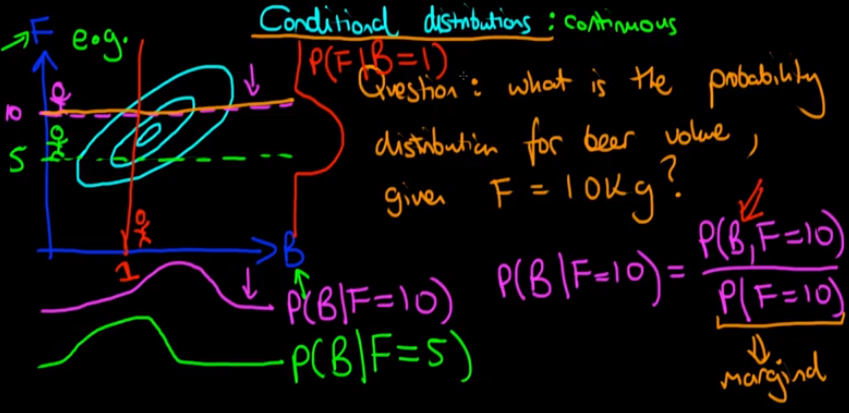 Conditional distributions : continuous
F
e.g.
P(F|B=1)
Question: what is the probability
distribution for beer volume,
given F = 10Kg?
10
5
B
1
P(B|F=10)
P(B|F=5)
P(B|F=10) = P(B,F=10)
P(F=10)
marginal